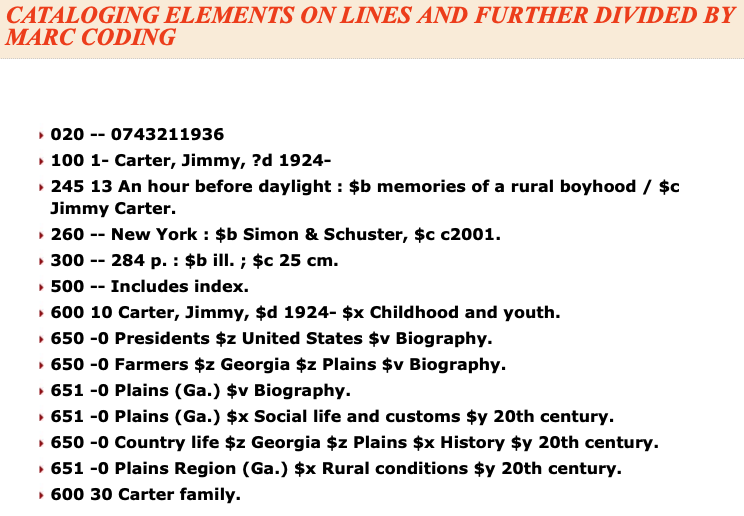 CATALOGING ELEMENTS ON LINES AND FURTHER DIVIDED BY
MARC CODING
020 -- 0743211936
100 1- Carter, Jimmy, ?d 1924-
245 13 An hour before daylight : $b memories of a rural boyhood / $c
Jimmy Carter.
260 -- New York : $b Simon & Schuster, $c c2001.
300 -- 284 p. : $b ill. ; $c 25 cm.
500 -- Includes index.
600 10 Carter, Jimmy, $d 1924- $x Childhood and youth.
650 -0 Presidents $z United States $v Biography.
650 -0 Farmers $z Georgia $z Plains $v Biography.
651 -0 Plains (Ga.) $v Biography.
651 -0 Plains (Ga.) $x Social life and customs $y 20th century.
650 -0 Country life $z Georgia $z Plains $x History $y 20th century.
651 -0 Plains Region (Ga.) $x Rural conditions $y 20th century.
600 30 Carter family.